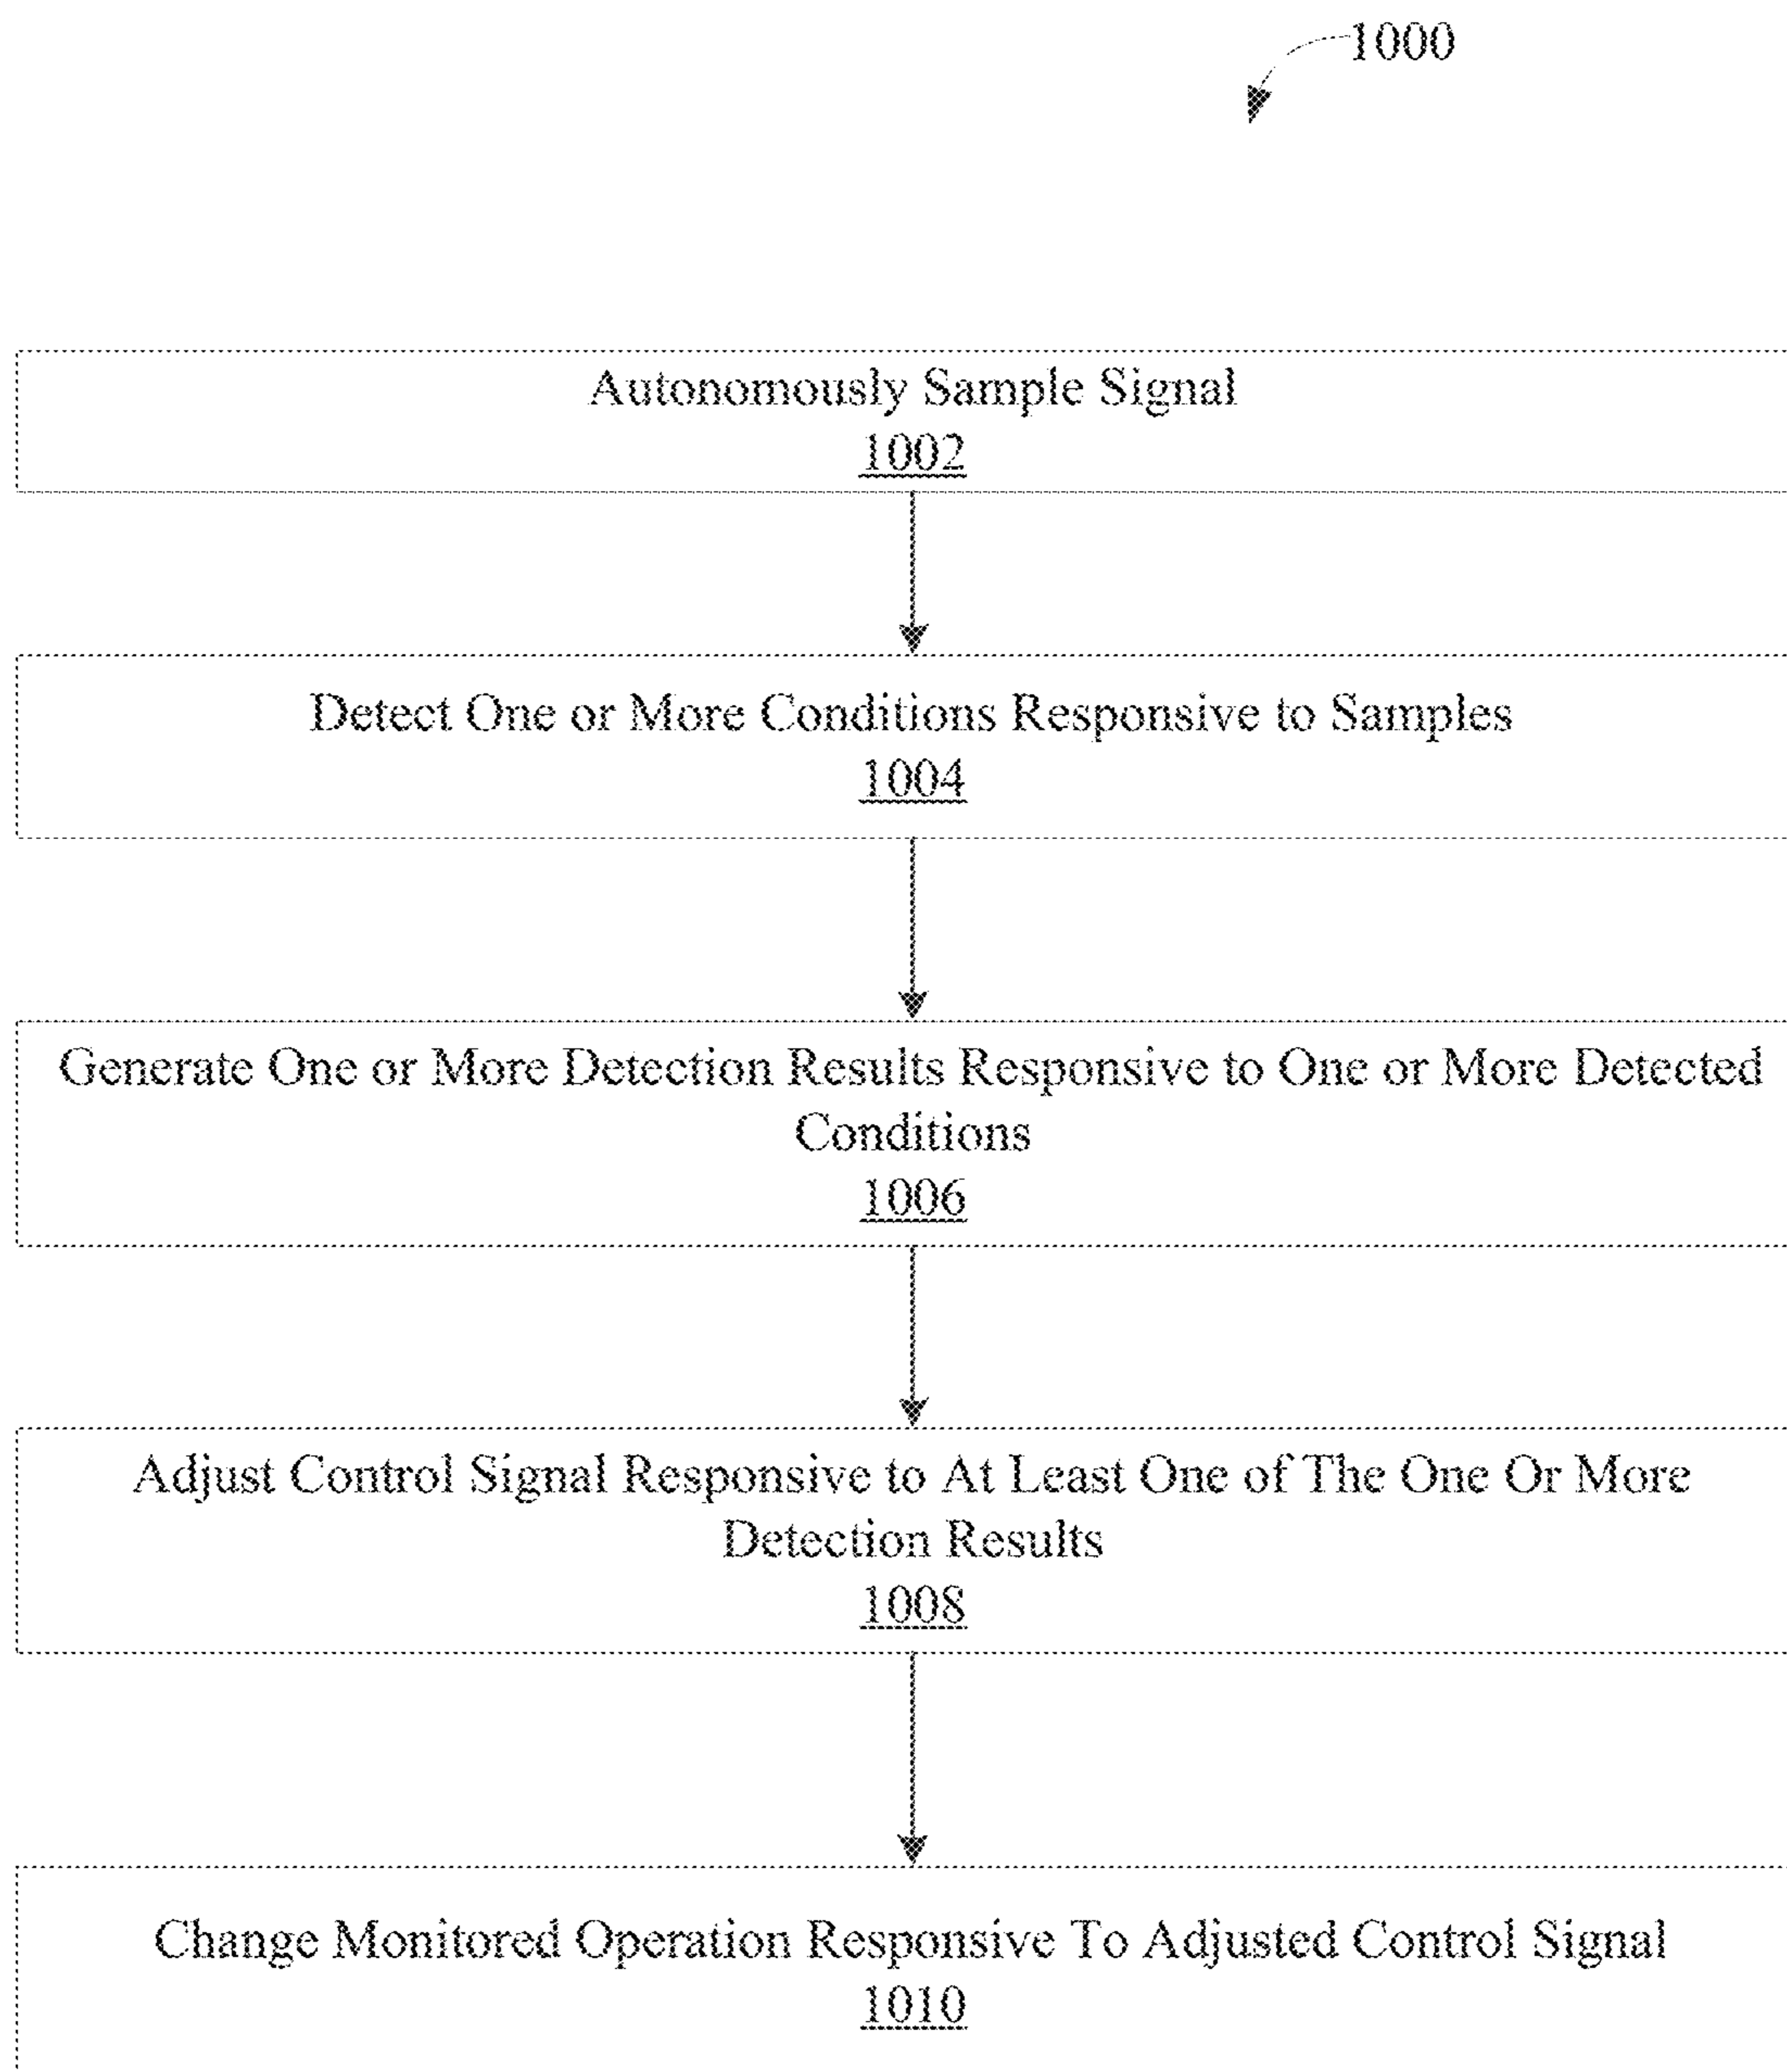 1000
Autonomously Sample Signal
1002
Detect One or More Conditions Responsive to Samples
1004
Generate One or More Detection Results Responsive to One or More Detected
Conditions
1006
Adjust Control Signal Responsive to At Least One of The One Or More
Detection Results
1008
Change Monitored Operation Responsive To Adjusted Control Signal
1010